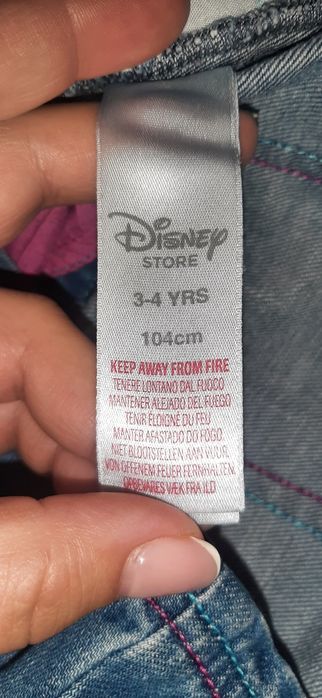 Disney
STORE
3-4 YRS
104cm
KEEP AWAY FROM FIRE
TENERE LONTANO DAL FUOCO
MANTENER ALEJADO DEL FUEGO
TENIR ÉLOIGNÉ DU FEU
MANTER AFASTADO DO FOGO
NIET BLOOTSTELLEN AAN VUUR
VON OFFENEM FEUER FERNHALTEN
OPBEVARES VÆK FRA ILD